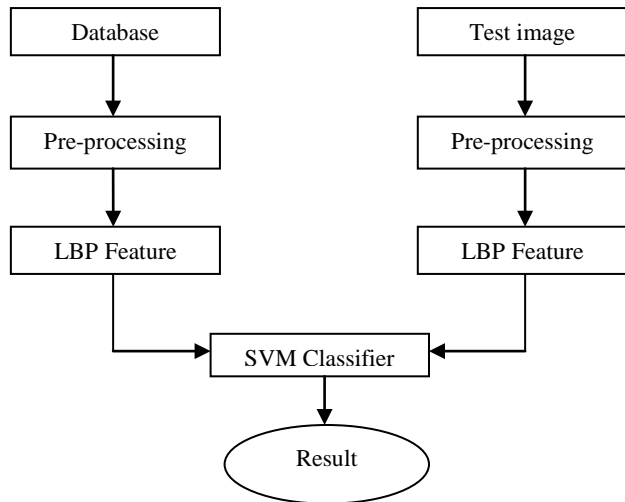 Database
Test image
Pre-processing
Pre-processing
LBP Feature
LBP Feature
SVM Classifier
Result